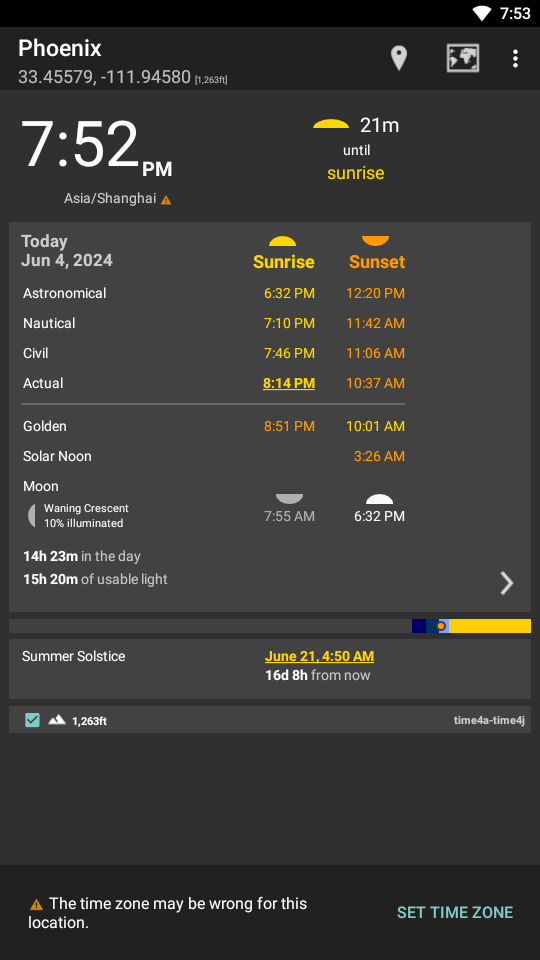 7:53
Phoenix
33.45579, -111.94580 [1,263ft]
7:52 PM
21m
until
sunrise
Asia/Shanghai
Today
Jun 4, 2024
Sunrise Sunset
Astronomical 6:32 PM 12:20 PM
Nautical 7:10 PM 11:42 AM
Civil 7:46 PM 11:06 AM
Actual 8:14 PM 10:37 AM
Golden 8:51 PM 10:01 AM
Solar Noon 3:26 AM
Moon
Waning Crescent
10% illuminated
7:55 AM 6:32 PM
14h 23m in the day
15h 20m of usable light
Summer Solstice June 21, 4:50 AM
16d 8h from now
1,263ft time4a-time4j
The time zone may be wrong for this
location.
SET TIME ZONE